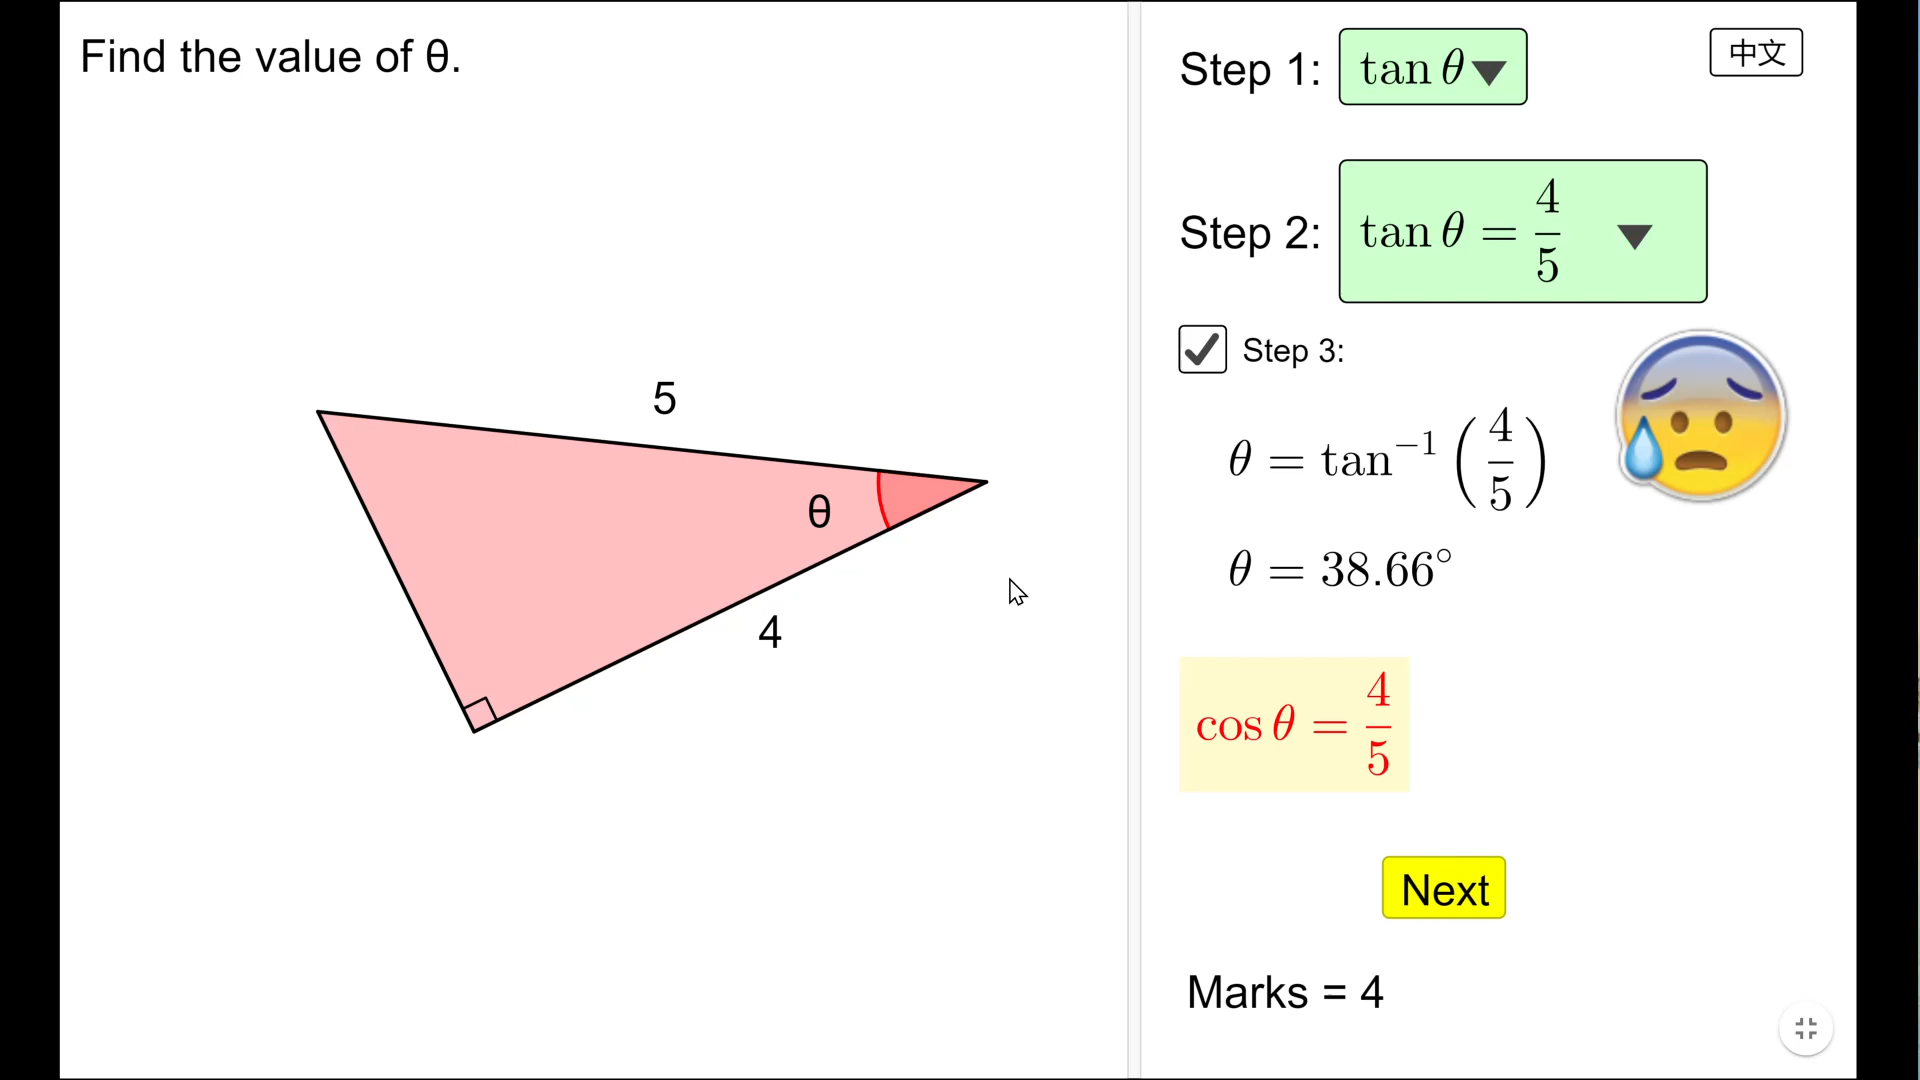 Find the value of θ.
5
θ
4
Step 1: tan θ
中文
Step 2: tan θ = 4/5
Step 3:
θ = tan⁻¹ (4/5)
θ = 38.66°
cos θ = 4/5
Next
Marks = 4